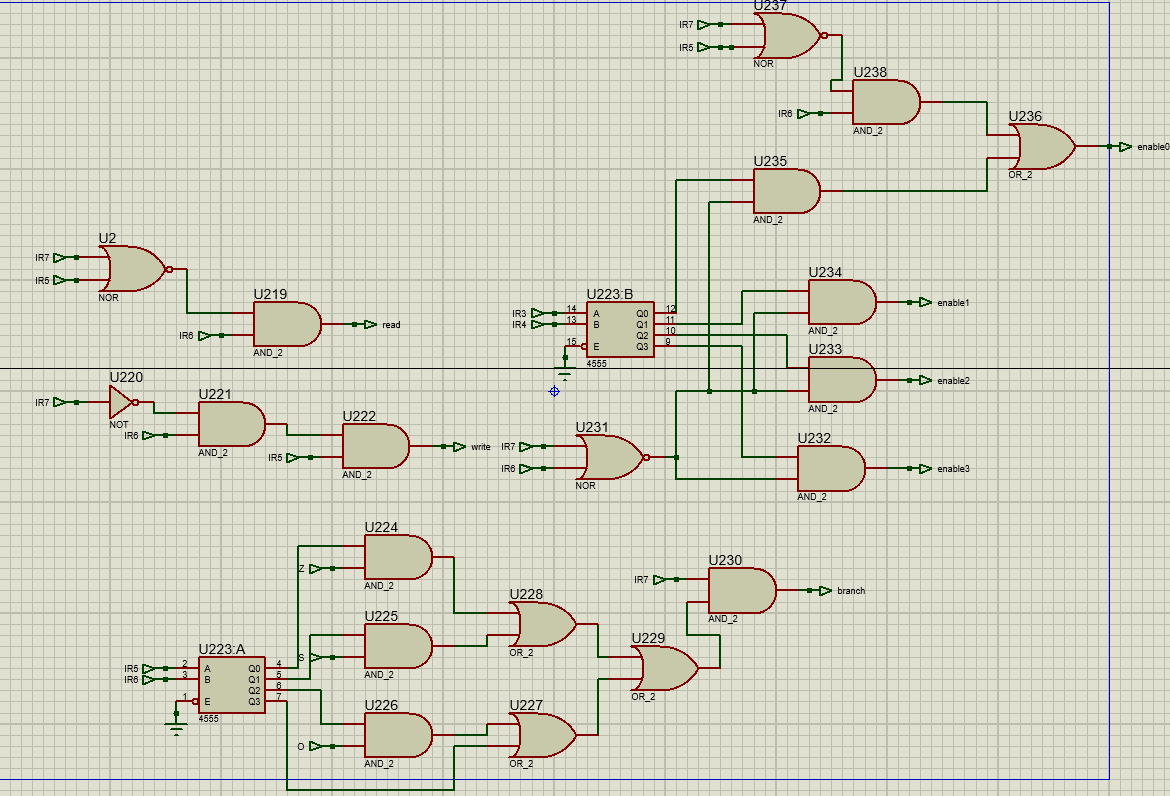 U237
IR7
IR5
NOR
U238
IR6
AND_2
U236
OR_2
enable0
U235
AND_2
U2
IR7
IR5
NOR
U219
IR6
AND_2
read
U223:B
IR3 14 A Q0 12
IR4 13 B Q1 11
Q2 10
15 E Q3 9
4555
U234
AND_2
enable1
U233
AND_2
enable2
U220
IR7
NOT
U221
IR6
AND_2
U222
IR5
AND_2
write
U231
IR7
IR6
NOR
U232
AND_2
enable3
U224
Z
AND_2
U225
S
AND_2
U228
OR_2
U230
IR7
AND_2
branch
U229
OR_2
U223:A
IR5 2 A Q0 4
IR6 3 B Q1 5
Q2 6
1 E Q3 7
4555
U226
O
AND_2
U227
OR_2